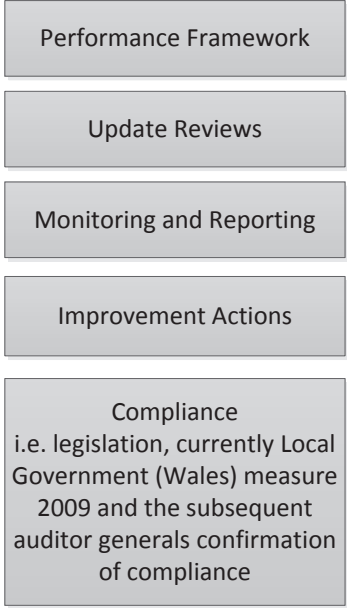 Performance Framework
Update Reviews
Monitoring and Reporting
Improvement Actions
Compliance
i.e. legislation, currently Local
Government (Wales) measure
2009 and the subsequent
auditor generals confirmation
of compliance